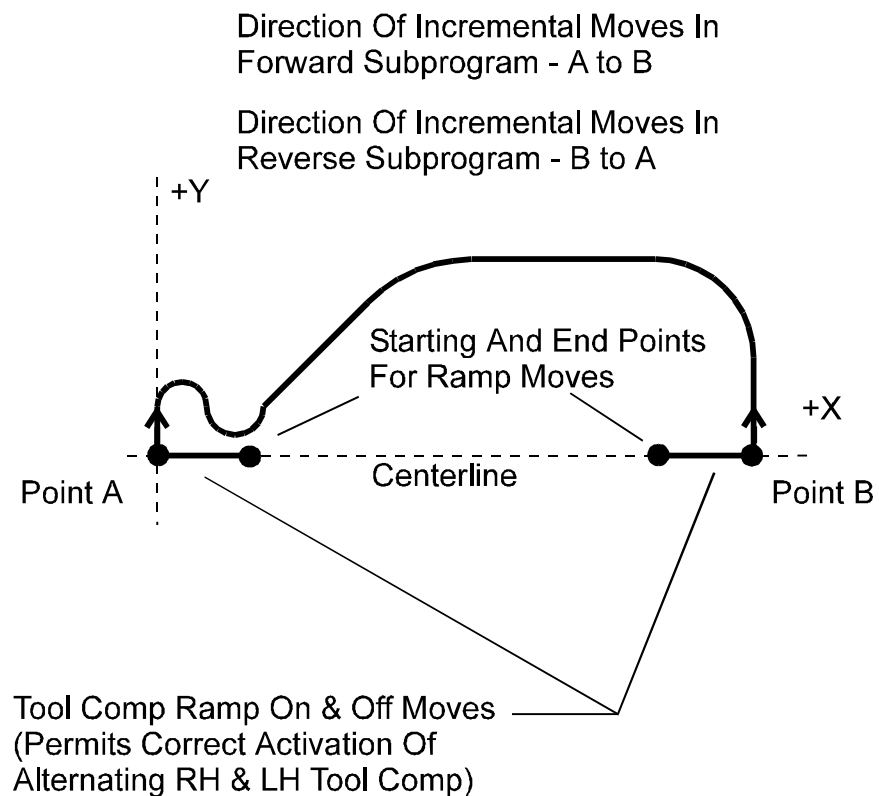 Direction Of Incremental Moves In
Forward Subprogram - A to B
Direction Of Incremental Moves In
Reverse Subprogram - B to A
+Y
Starting And End Points
For Ramp Moves
+X
Centerline
Point A
Point B
Tool Comp Ramp On & Off Moves
(Permits Correct Activation Of
Alternating RH & LH Tool Comp)